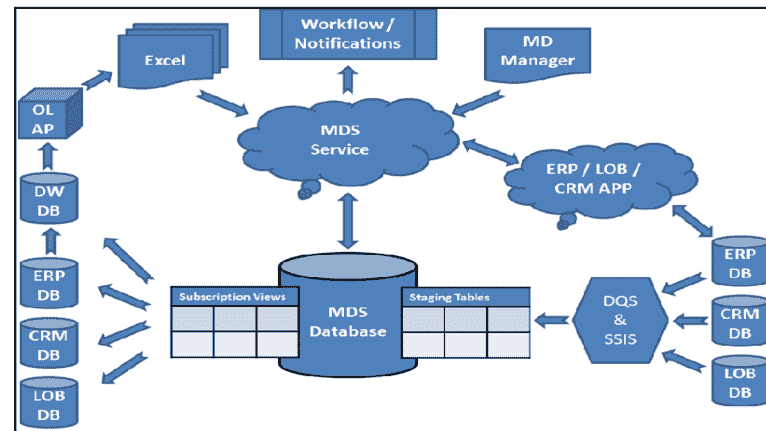 Workflow /
Notifications
Excel
MD
Manager
OL
AP
MDS
Service
ERP / LOB /
CRM APP
DW
DB
ERP
DB
CRM
DB
LOB
DB
Subscription Views
MDS
Database
Staging Tables
DQS
&
SSIS
ERP
DB
CRM
DB
LOB
DB